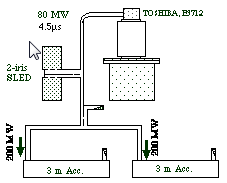 80 MW
4.5µs
TOSHIBA, E3712
2-iris
SLED
200 MW
200 MW
3 m Acc.
3 m Acc.